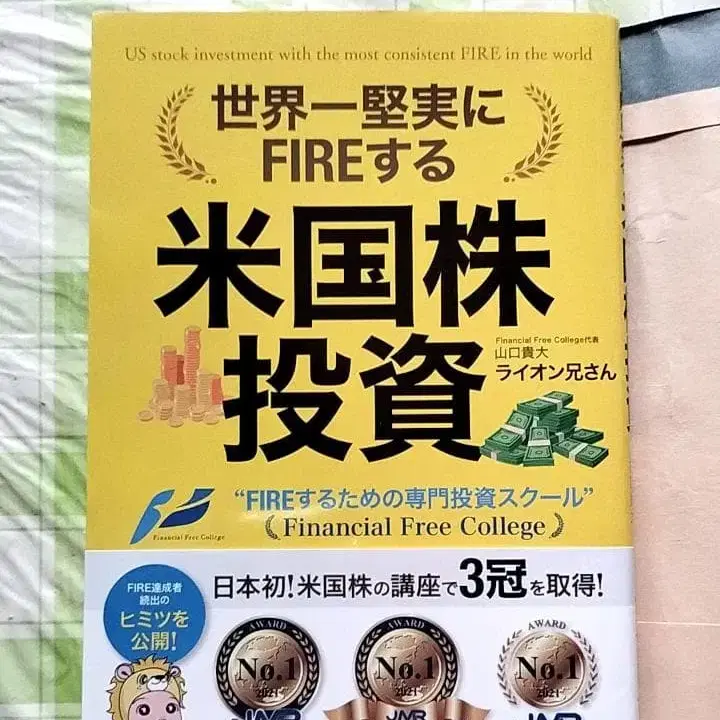 US stock investment with the most consistent FIRE in the world
世界一堅実に
FIREする
米国株
投資
Financial Free College代表
山口貴大
ライオン兄さん
“FIREするための専門投資スクール”
Financial Free College
Financial Free College
日本初!米国株の講座で3冠を取得!
FIRE達成者
続出の
ヒミツを
公開!
AWARD
No.1
2021
JMR
AWARD
No.1
2021
JMR
AWARD
No.1
2021
JMR